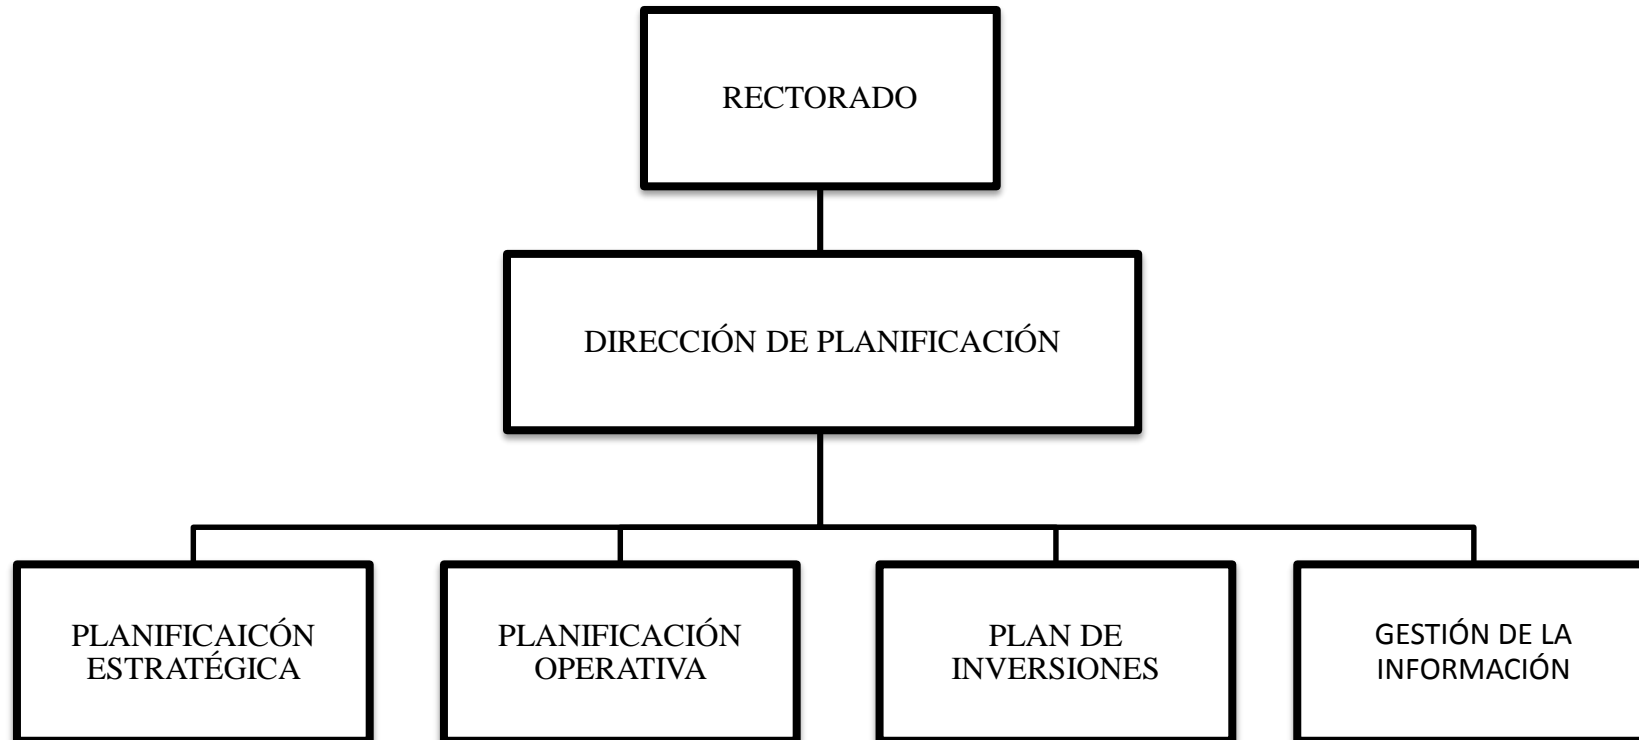 RECTORADO
DIRECCIÓN DE PLANIFICACIÓN
PLANIFICAICÓN
ESTRATÉGICA
PLANIFICACIÓN
OPERATIVA
PLAN DE
INVERSIONES
GESTIÓN DE LA
INFORMACIÓN